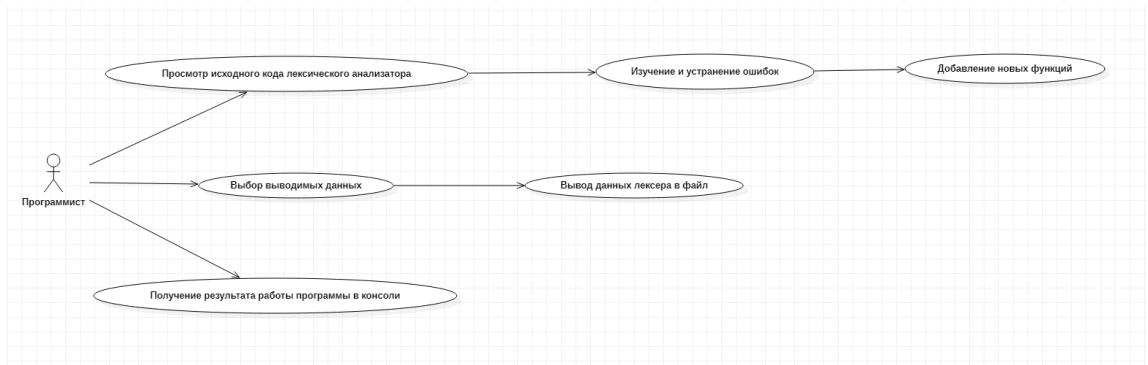 Просмотр исходного кода лексического анализатора
Изучение и устранение ошибок
Добавление новых функций
Программист
Выбор выводимых данных
Вывод данных лексера в файл
Получение результата работы программы в консоли